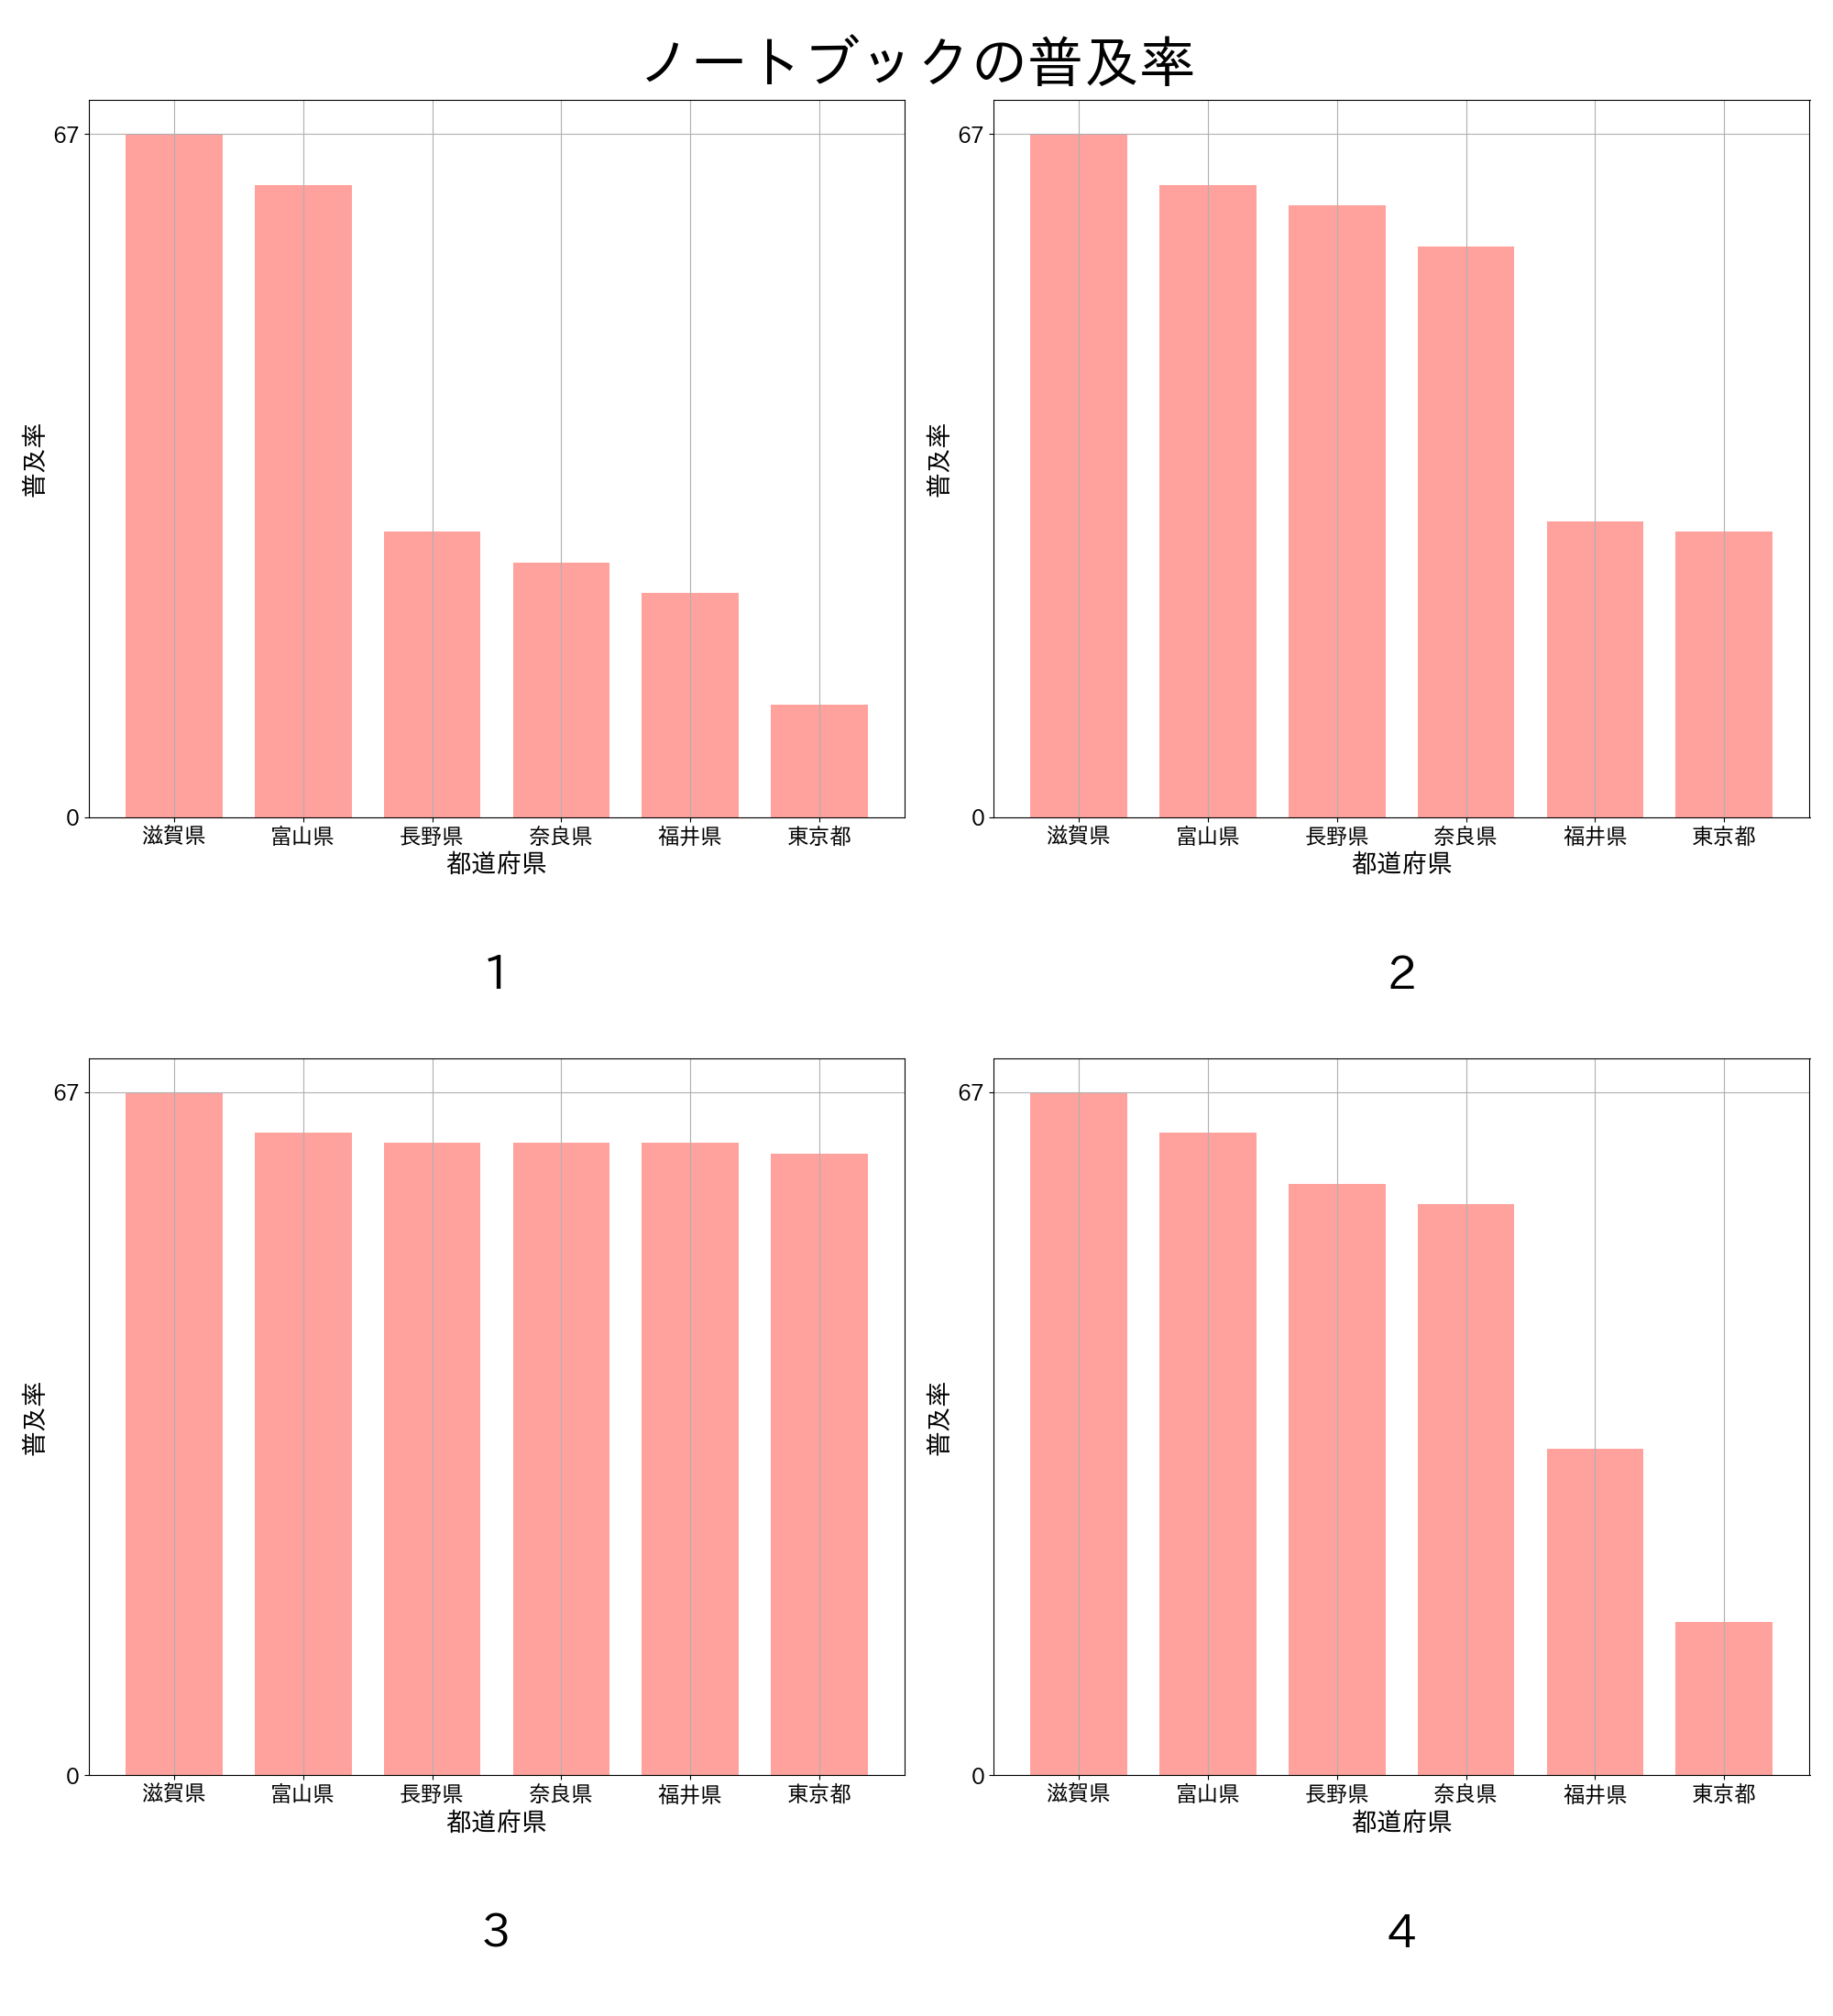 ノートブックの普及率
67
0
普及率
滋賀県 富山県 長野県 奈良県 福井県 東京都
都道府県
1
67
0
普及率
滋賀県 富山県 長野県 奈良県 福井県 東京都
都道府県
2
67
0
普及率
滋賀県 富山県 長野県 奈良県 福井県 東京都
都道府県
3
67
0
普及率
滋賀県 富山県 長野県 奈良県 福井県 東京都
都道府県
4